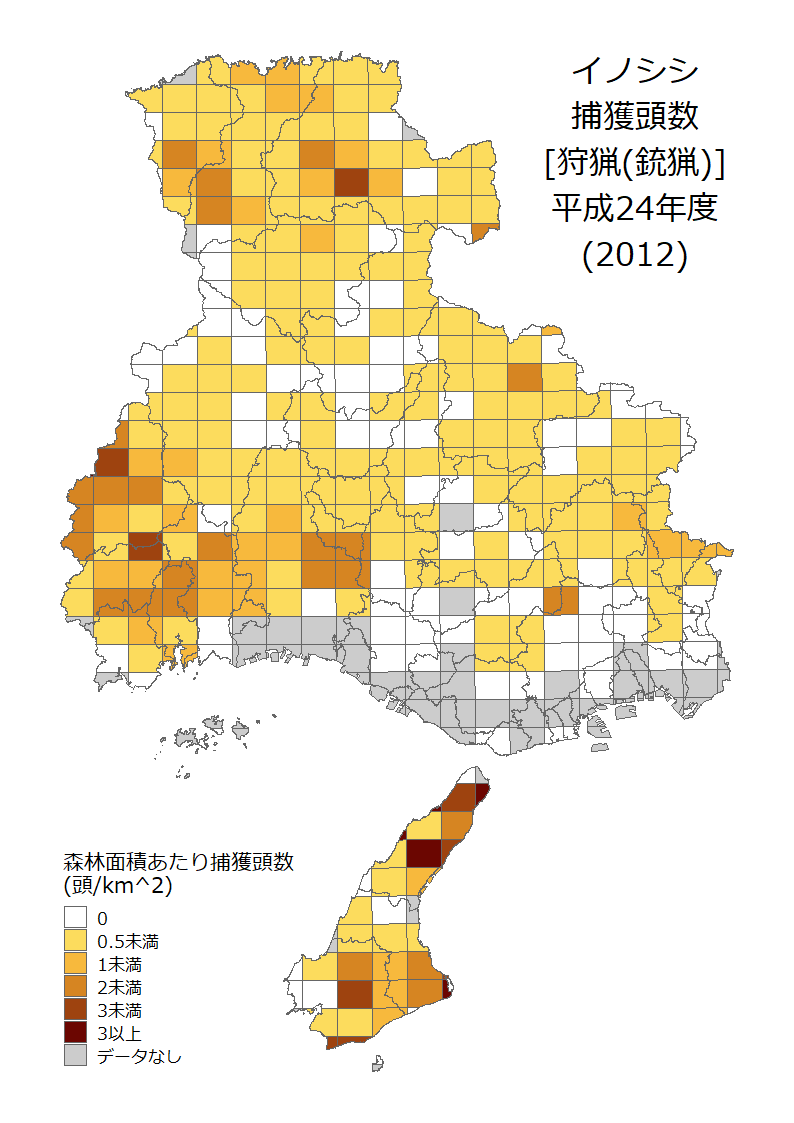 イノシシ
捕獲頭数
[狩猟(銃猟)]
平成24年度
(2012)
森林面積あたり捕獲頭数
(頭/km^2)
0
0.5未満
1未満
2未満
3未満
3以上
データなし